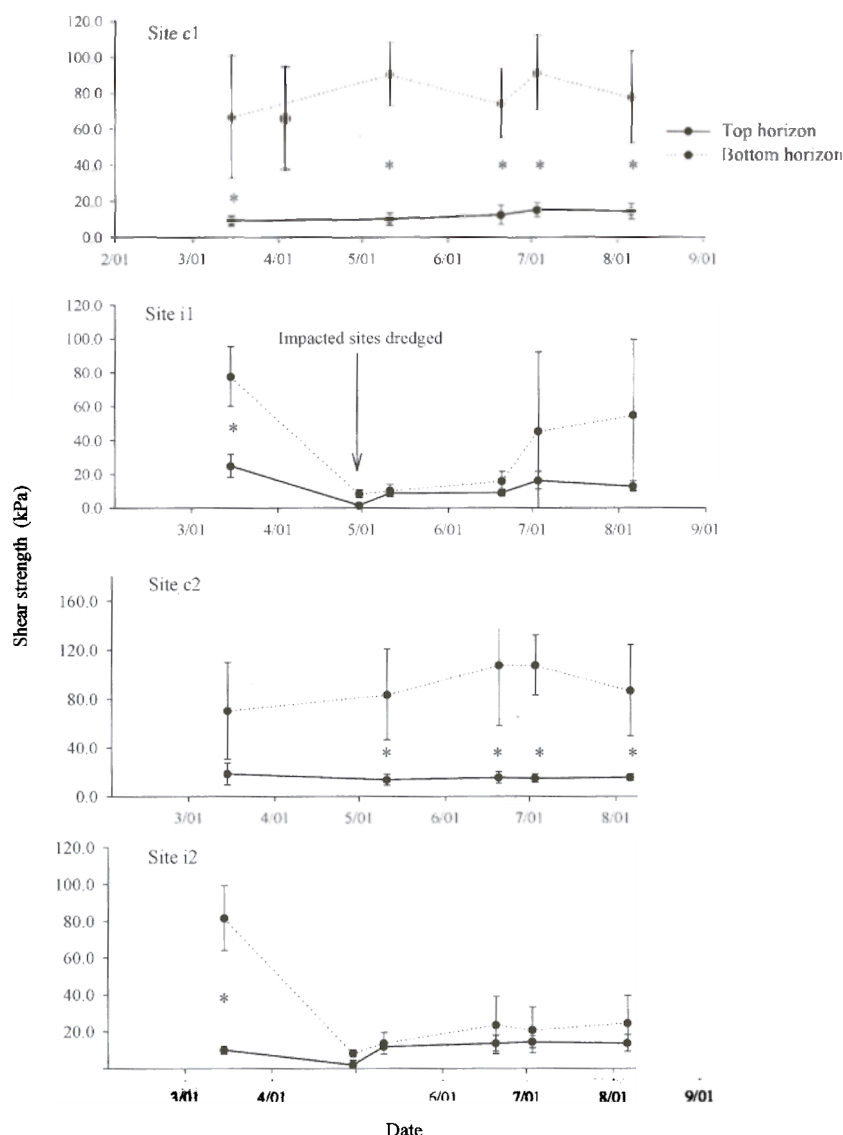 120.0
Site c1
100.0
80.0
60.0
Top horizon
Bottom horizon
40.0
* * * *
20.0
*
0.0
2/01 3/01 4/01 5/01 6/01 7/01 8/01 9/01
120.0
Site i1
100.0
Impacted sites dredged
80.0
60.0
*
40.0
20.0
0.0
3/01 4/01 5/01 6/01 7/01 8/01 9/01
Shear strength (kPa)
Site c2
160.0
120.0
80.0
* * * *
40.0
0.0
3/01 4/01 5/01 6/01 7/01 8/01
120.0
Site i2
100.0
80.0
60.0
*
40.0
20.0
3/01 4/01 6/01 7/01 8/01 9/01
Date